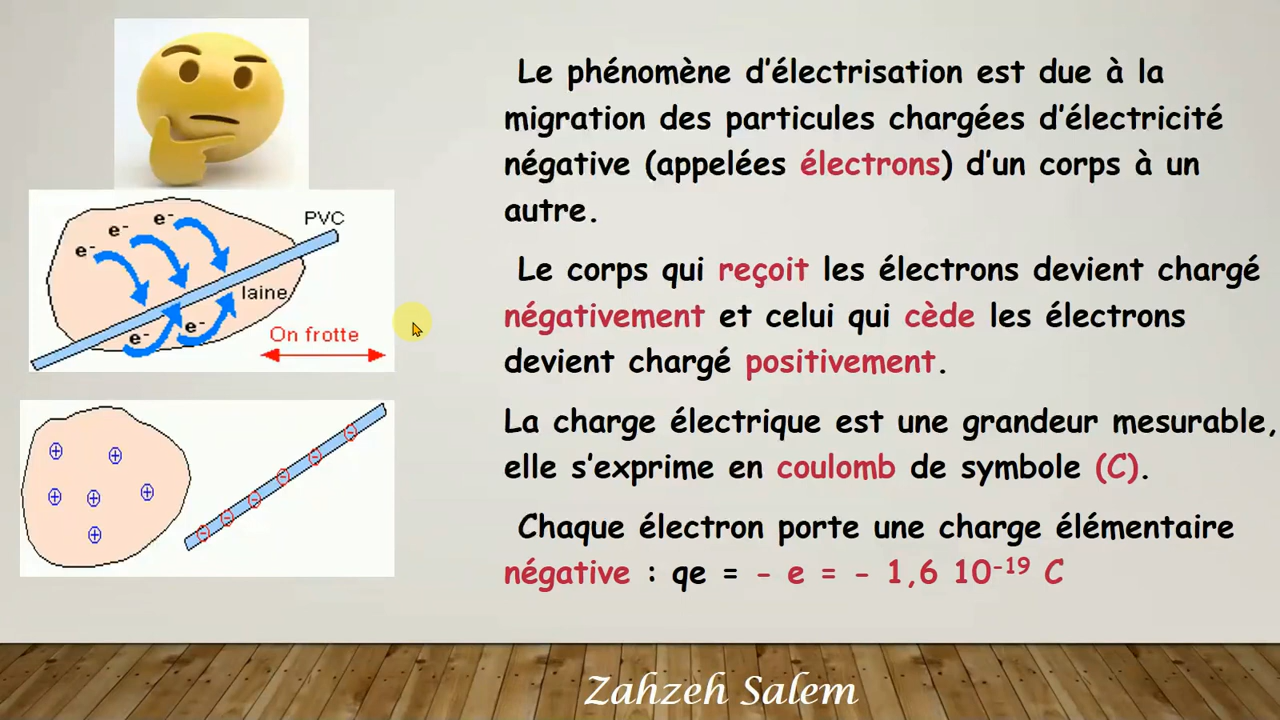 Le phénomène d’électrisation est due à la
migration des particules chargées d’électricité
négative (appelées électrons) d’un corps à un
autre.
Le corps qui reçoit les électrons devient chargé
négativement et celui qui cède les électrons
devient chargé positivement.
La charge électrique est une grandeur mesurable,
elle s’exprime en coulomb de symbole (C).
Chaque électron porte une charge élémentaire
négative : qe = - e = - 1,6 10⁻¹⁹ C
e⁻ e⁻ e⁻ PVC
laine
e⁻ e⁻
On frotte
+ +
+ + +
+
- - - - - -
Zahzeh Salem